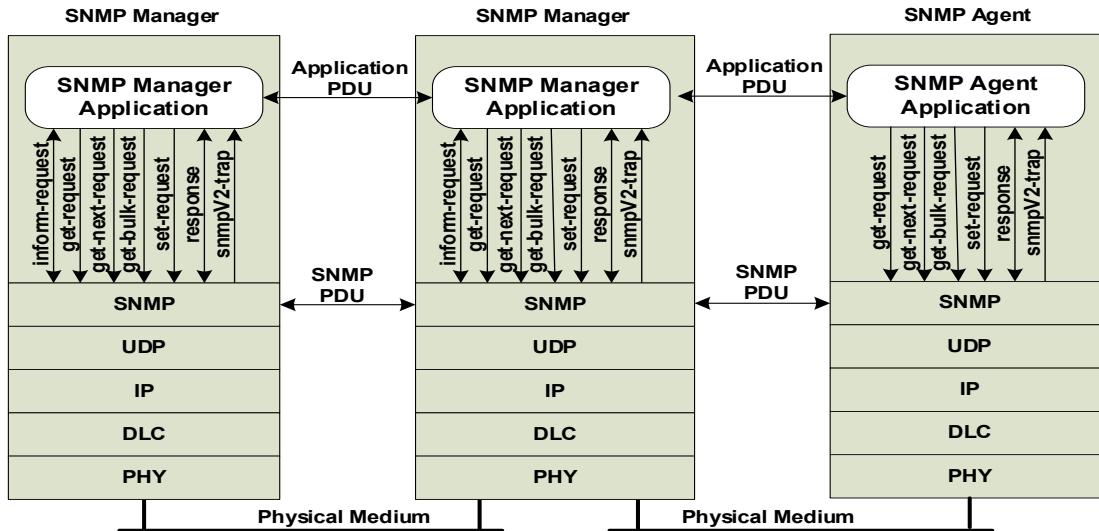 SNMP Manager
SNMP Manager
SNMP Agent
SNMP Manager
Application
Application
PDU
SNMP Manager
Application
Application
PDU
SNMP Agent
Application
inform-request
get-request
get-next-request
get-bulk-request
set-request
response
snmpV2-trap
inform-request
get-request
get-next-request
get-bulk-request
set-request
response
snmpV2-trap
get-request
get-next-request
get-bulk-request
set-request
response
snmpV2-trap
SNMP
PDU
SNMP
PDU
SNMP
SNMP
SNMP
UDP
UDP
UDP
IP
IP
IP
DLC
DLC
DLC
PHY
PHY
PHY
Physical Medium
Physical Medium